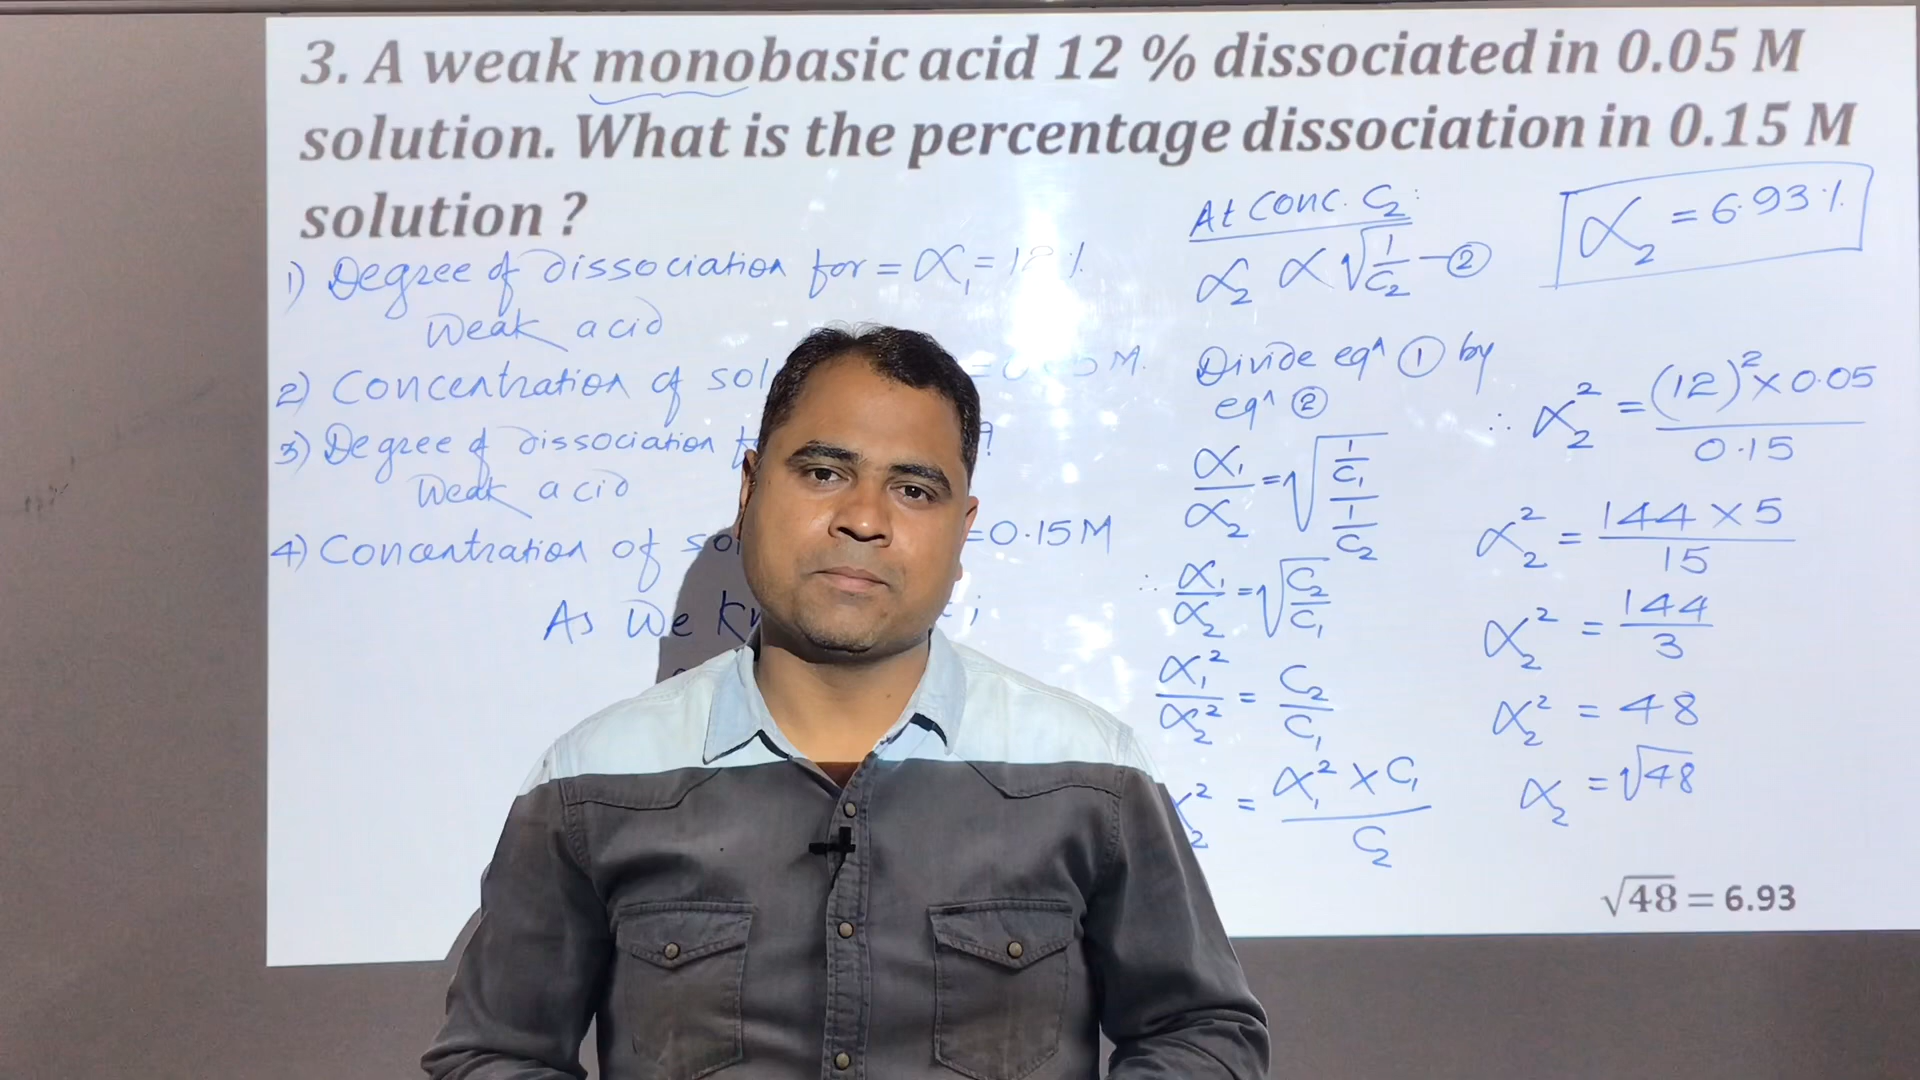 3. A weak monobasic acid 12 % dissociated in 0.05 M
solution. What is the percentage dissociation in 0.15 M
solution ?
1) Degree of dissociation for = α₁ = 12 %
Weak acid
2) Concentration of sol M.
3) Degree of dissociation ?
Weak acid
4) Concentration of sol = 0.15 M
As We ;
At conc. C₂ :
α₂ ∝ √(1/C₂) – ②
Divide eqⁿ ① by
eqⁿ ②
α₁/α₂ = √((1/C₁)/(1/C₂))
∴ α₁/α₂ = √(C₂/C₁)
α₁²/α₂² = C₂/C₁
α₂² = α₁² × C₁ / C₂
α₂ = 6.93 %
∴ α₂² = (12)² × 0.05 / 0.15
α₂² = 144 × 5 / 15
α₂² = 144 / 3
α₂² = 48
α₂ = √48
√48 = 6.93